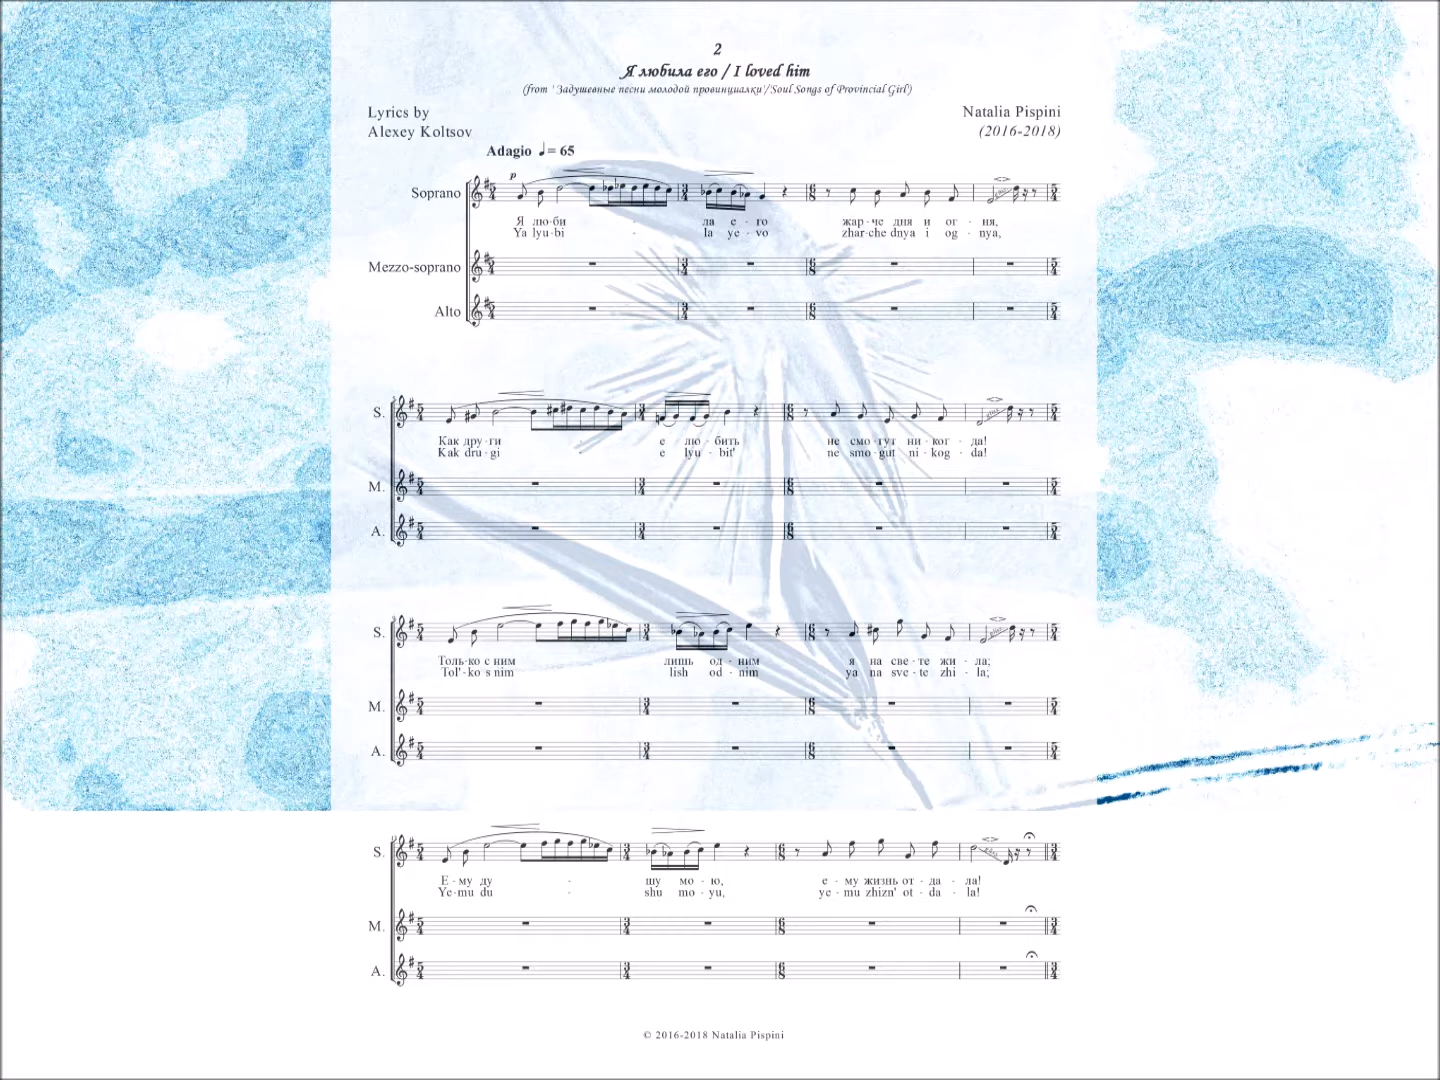 2
Я любила его / I loved him
(from 'Задушевные песни молодой провинциалки'/Soul Songs of Provincial Girl)
Lyrics by
Alexey Koltsov
Natalia Pispini
(2016-2018)
Adagio ♩= 65
p
Soprano
Я лю-би - ла е - го жар-че дня и ог - ня,
Ya lyu-bi - la ye - vo zhar-che dnya i og - nya,
Mezzo-soprano
Alto
S.
Как дру-ги - е лю - бить не смо-гут ни-ког - да!
Kak dru-gi - e lyu - bit' ne smo-gut ni-kog - da!
M.
A.
S.
Толь-ко с ним лишь од - ним я на све-те жи - ла;
Tol'-ko s nim lish od - nim ya na sve-te zhi - la;
M.
A.
S.
Е-му ду - шу мо - ю, е - му жизнь от-да - ла!
Ye-mu du - shu mo - yu, ye - mu zhizn' ot-da - la!
M.
A.
© 2016-2018 Natalia Pispini